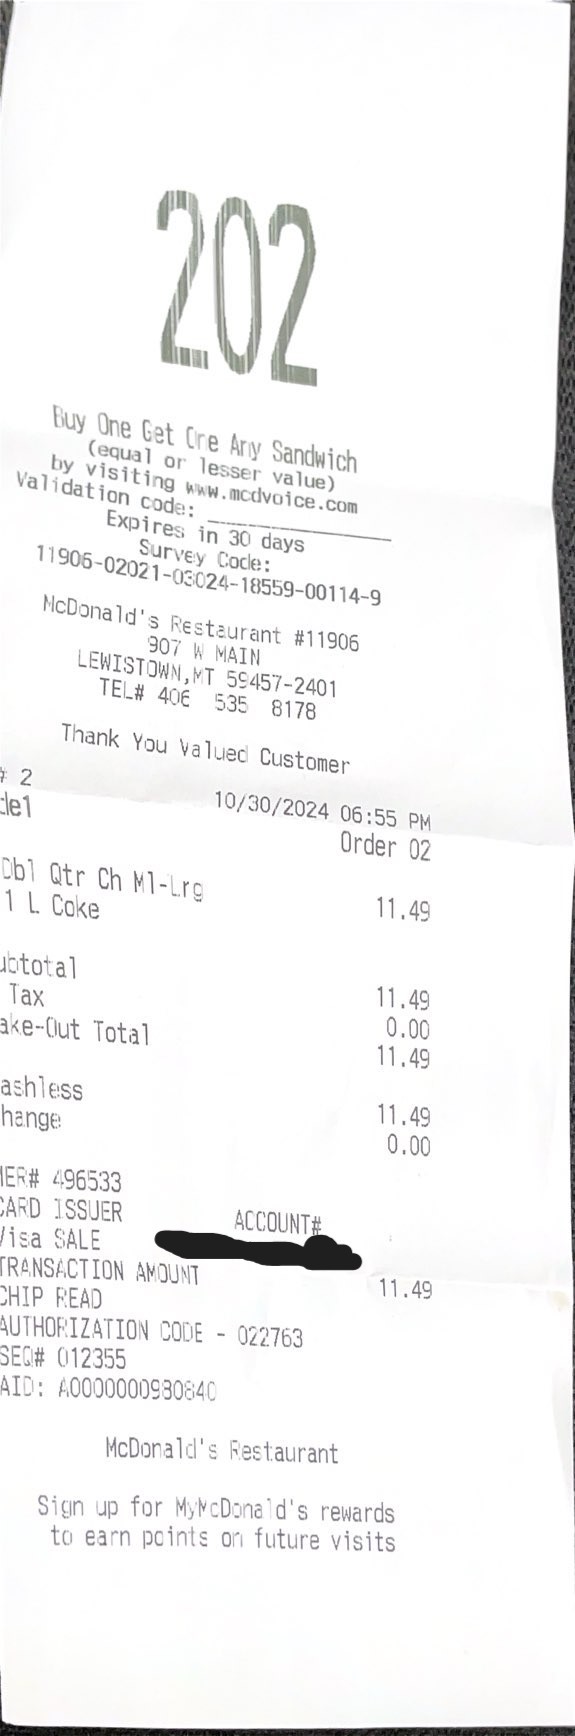 202
Buy One Get One Any Sandwich
(equal or lesser value)
by visiting www.mcdvoice.com
Validation code:
Expires in 30 days
Survey Code:
11906-02021-03024-18559-00114-9
McDonald's Restaurant #11906
907 W MAIN
LEWISTOWN,MT 59457-2401
TEL# 406 535 8178
Thank You Valued Customer
# 2 10/30/2024 06:55 PM
de1 Order 02
Dbl Qtr Ch Ml-Lrg 11.49
1 L Coke
ubtotal 11.49
Tax 0.00
ake-Out Total 11.49
ashless 11.49
hange 0.00
MER# 496533
CARD ISSUER ACCOUNT#
Visa SALE
TRANSACTION AMOUNT 11.49
CHIP READ
AUTHORIZATION CODE - 022763
SEQ# 012355
AID: A0000000980840
McDonald's Restaurant
Sign up for MyMcDonald's rewards
to earn points on future visits